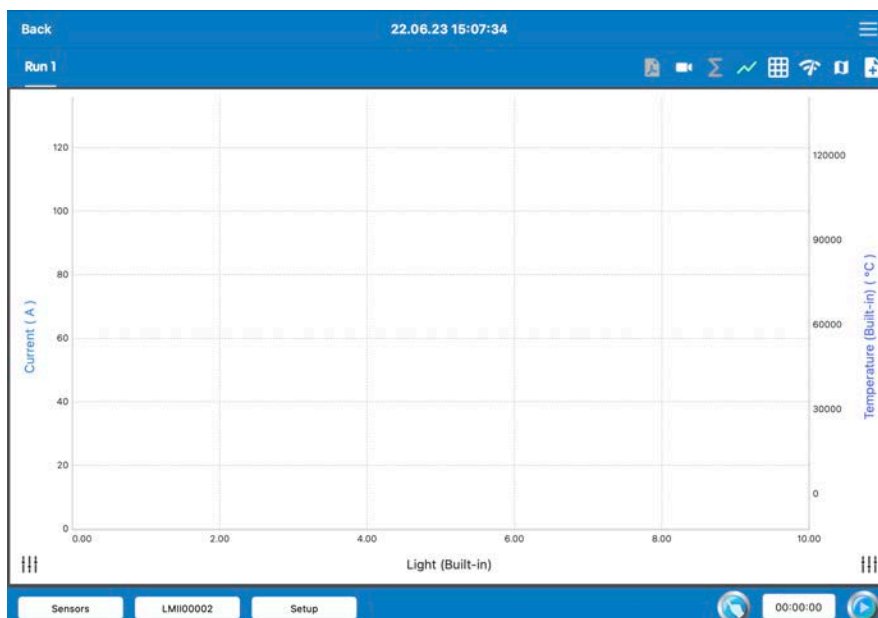 Back
22.06.23 15:07:34
Run 1
120
100
80
60
40
20
0
Current ( A )
120000
90000
60000
30000
0
Temperature (Built-in) ( °C )
0.00
2.00
4.00
6.00
8.00
10.00
Light (Built-in)
Sensors
LMII00002
Setup
00:00:00